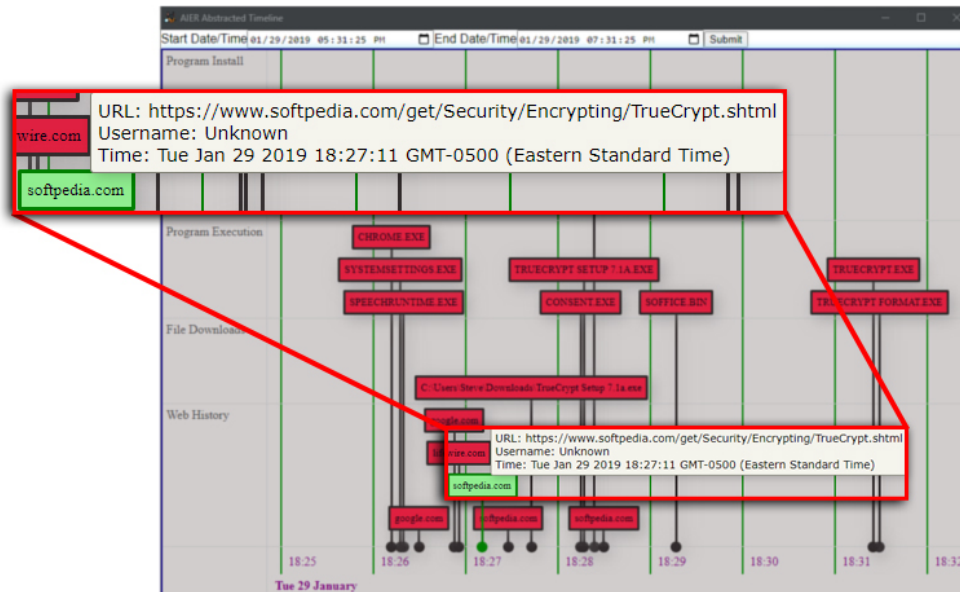 AIER Abstracted Timeline
Start Date/Time 01/29/2019 05:31:25 PM End Date/Time 01/29/2019 07:31:25 PM Submit
Program Install
URL: https://www.softpedia.com/get/Security/Encrypting/TrueCrypt.shtml
wire.com
Username: Unknown
Time: Tue Jan 29 2019 18:27:11 GMT-0500 (Eastern Standard Time)
softpedia.com
Program Execution
CHROME.EXE
SYSTEMSETTINGS.EXE TRUECRYPT SETUP 7.1A.EXE TRUECRYPT.EXE
SPEECHRUNTIME.EXE CONSENT.EXE SOFFICE.BIN TRUECRYPT FORMAT.EXE
File Downloads
C:/Users/Steve/Downloads/TrueCrypt Setup 7.1a.exe
Web History
google.com
URL: https://www.softpedia.com/get/Security/Encrypting/TrueCrypt.shtml
wire.com
Username: Unknown
Time: Tue Jan 29 2019 18:27:11 GMT-0500 (Eastern Standard Time)
softpedia.com
google.com softpedia.com softpedia.com
18:25 18:26 18:27 18:28 18:29 18:30 18:31 18:32
Tue 29 January